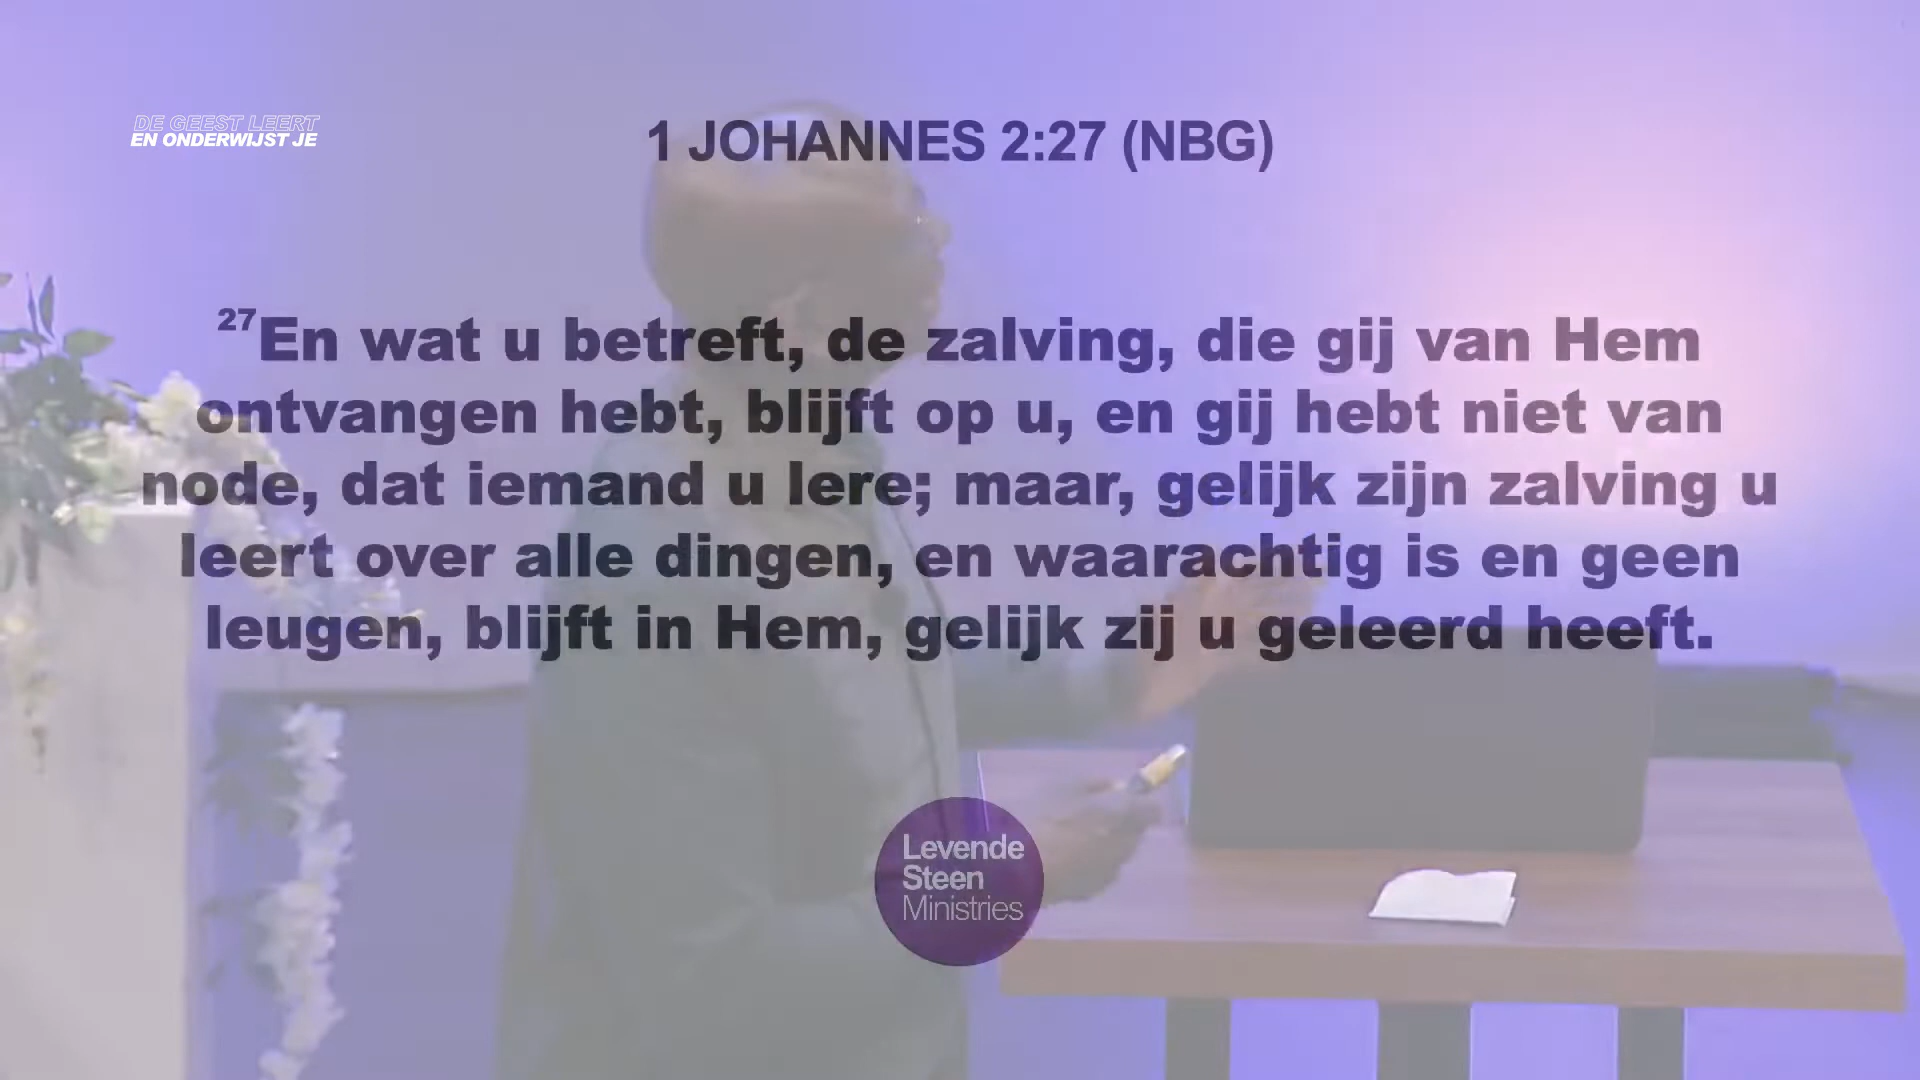 DE GEEST LEERT
EN ONDERWIJST JE
1 JOHANNES 2:27 (NBG)
27En wat u betreft, de zalving, die gij van Hem
ontvangen hebt, blijft op u, en gij hebt niet van
node, dat iemand u lere; maar, gelijk zijn zalving u
leert over alle dingen, en waarachtig is en geen
leugen, blijft in Hem, gelijk zij u geleerd heeft.
Levende
Steen
Ministries